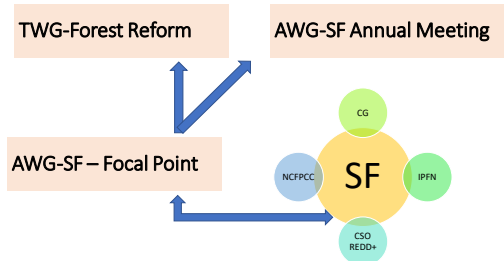 TWG-Forest Reform
AWG-SF Annual Meeting
CG
AWG-SF – Focal Point
NCFPCC
SF
IPFN
CSO
REDD+